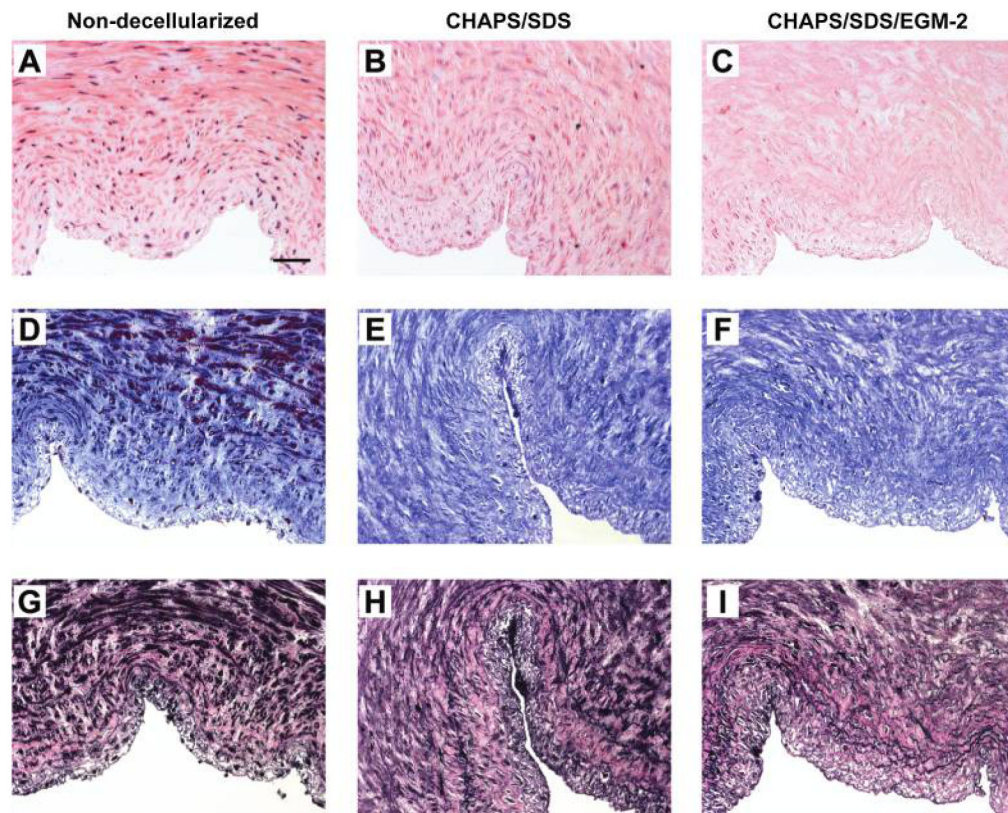 Non-decellularized
CHAPS/SDS
CHAPS/SDS/EGM-2
A
B
C
D
E
F
G
H
I